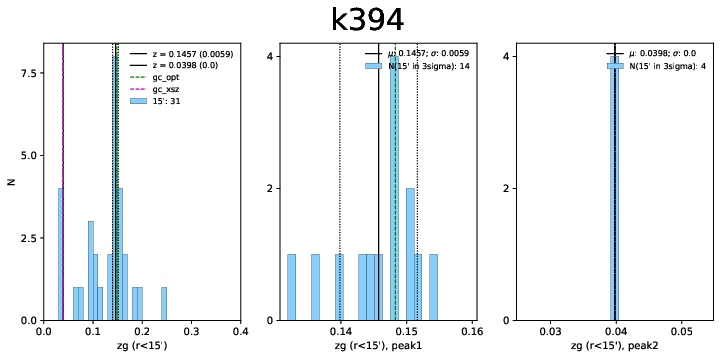 k394
z = 0.1457 (0.0059)
z = 0.0398 (0.0)
gc_opt
gc_xsz
15': 31
7.5
5.0
2.5
0.0
N
0.0 0.1 0.2 0.3 0.4
zg (r<15')
μ: 0.1457; σ: 0.0059
N(15' in 3sigma): 14
4
2
0
0.14 0.15 0.16
zg (r<15'), peak1
μ: 0.0398; σ: 0.0
N(15' in 3sigma): 4
4
2
0
0.03 0.04 0.05
zg (r<15'), peak2